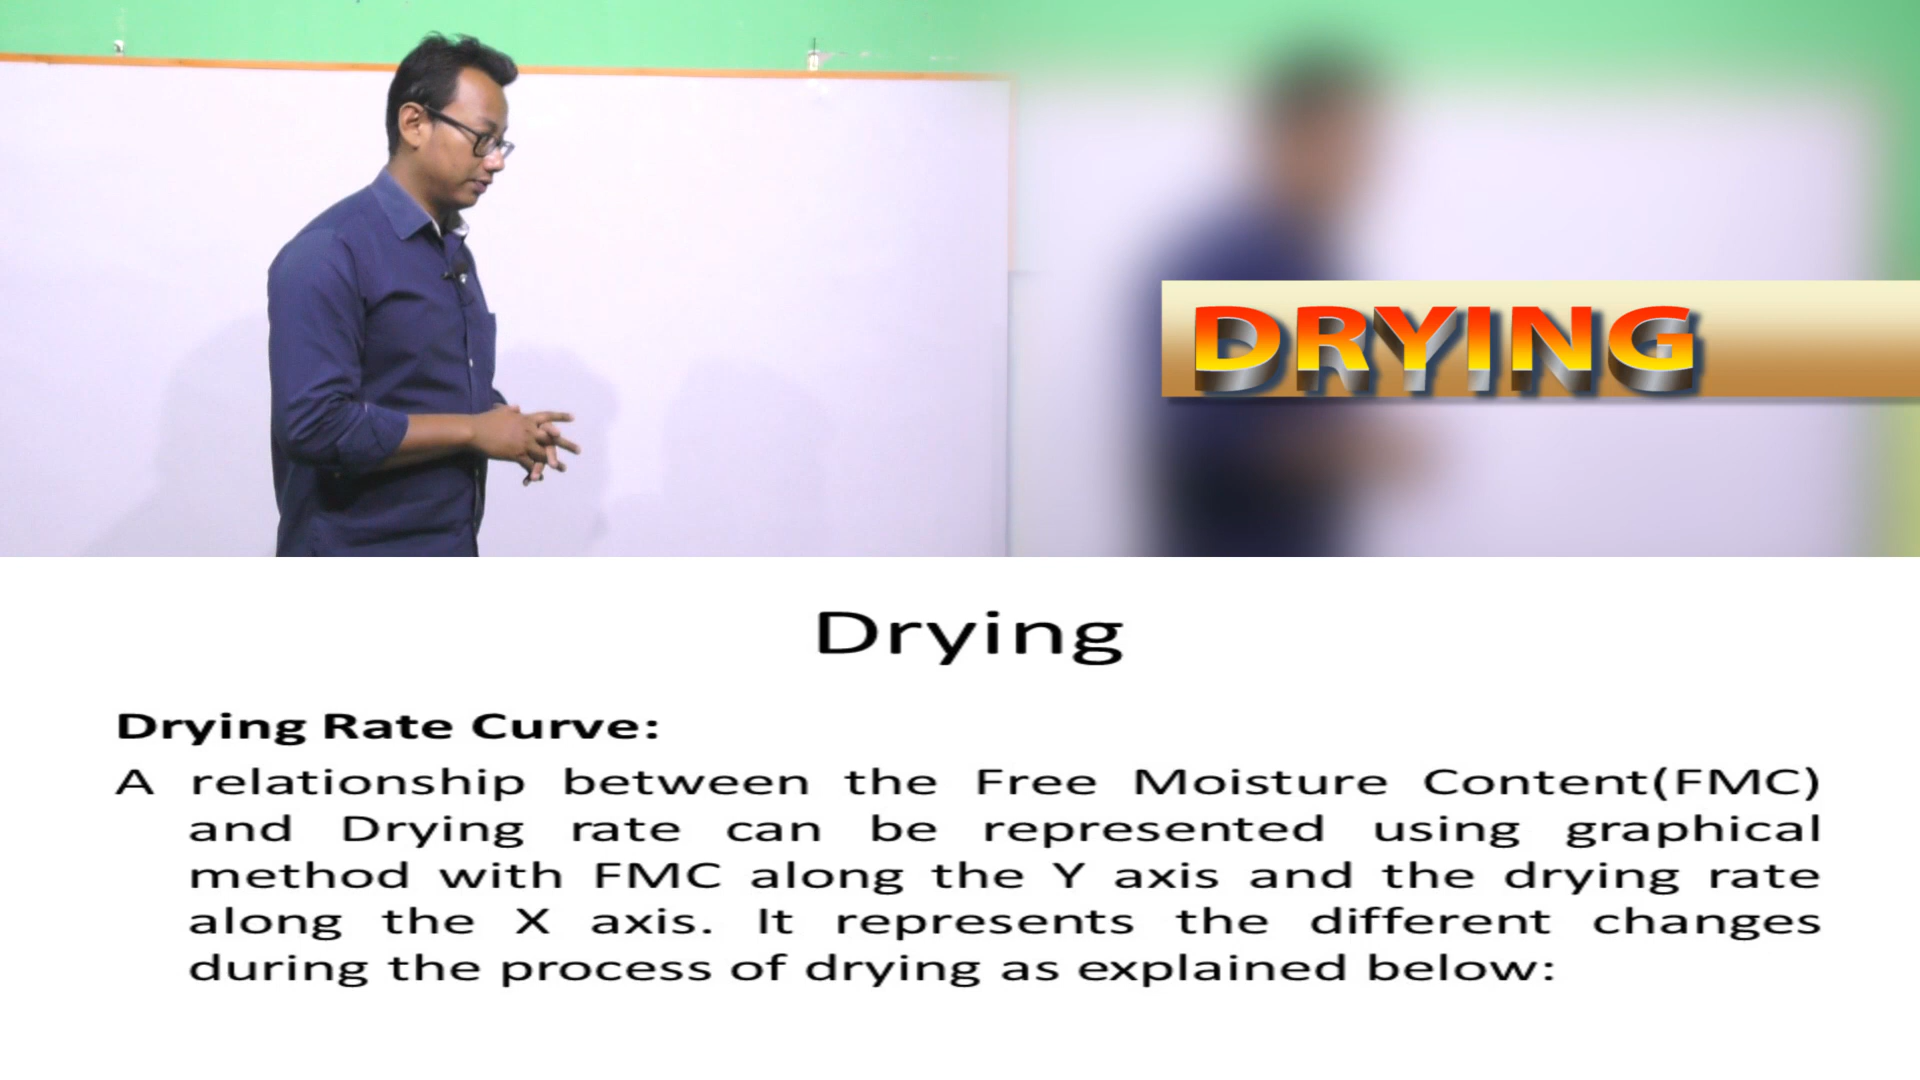 DRYING
Drying
Drying Rate Curve:
A relationship between the Free Moisture Content(FMC)
and Drying rate can be represented using graphical
method with FMC along the Y axis and the drying rate
along the X axis. It represents the different changes
during the process of drying as explained below: